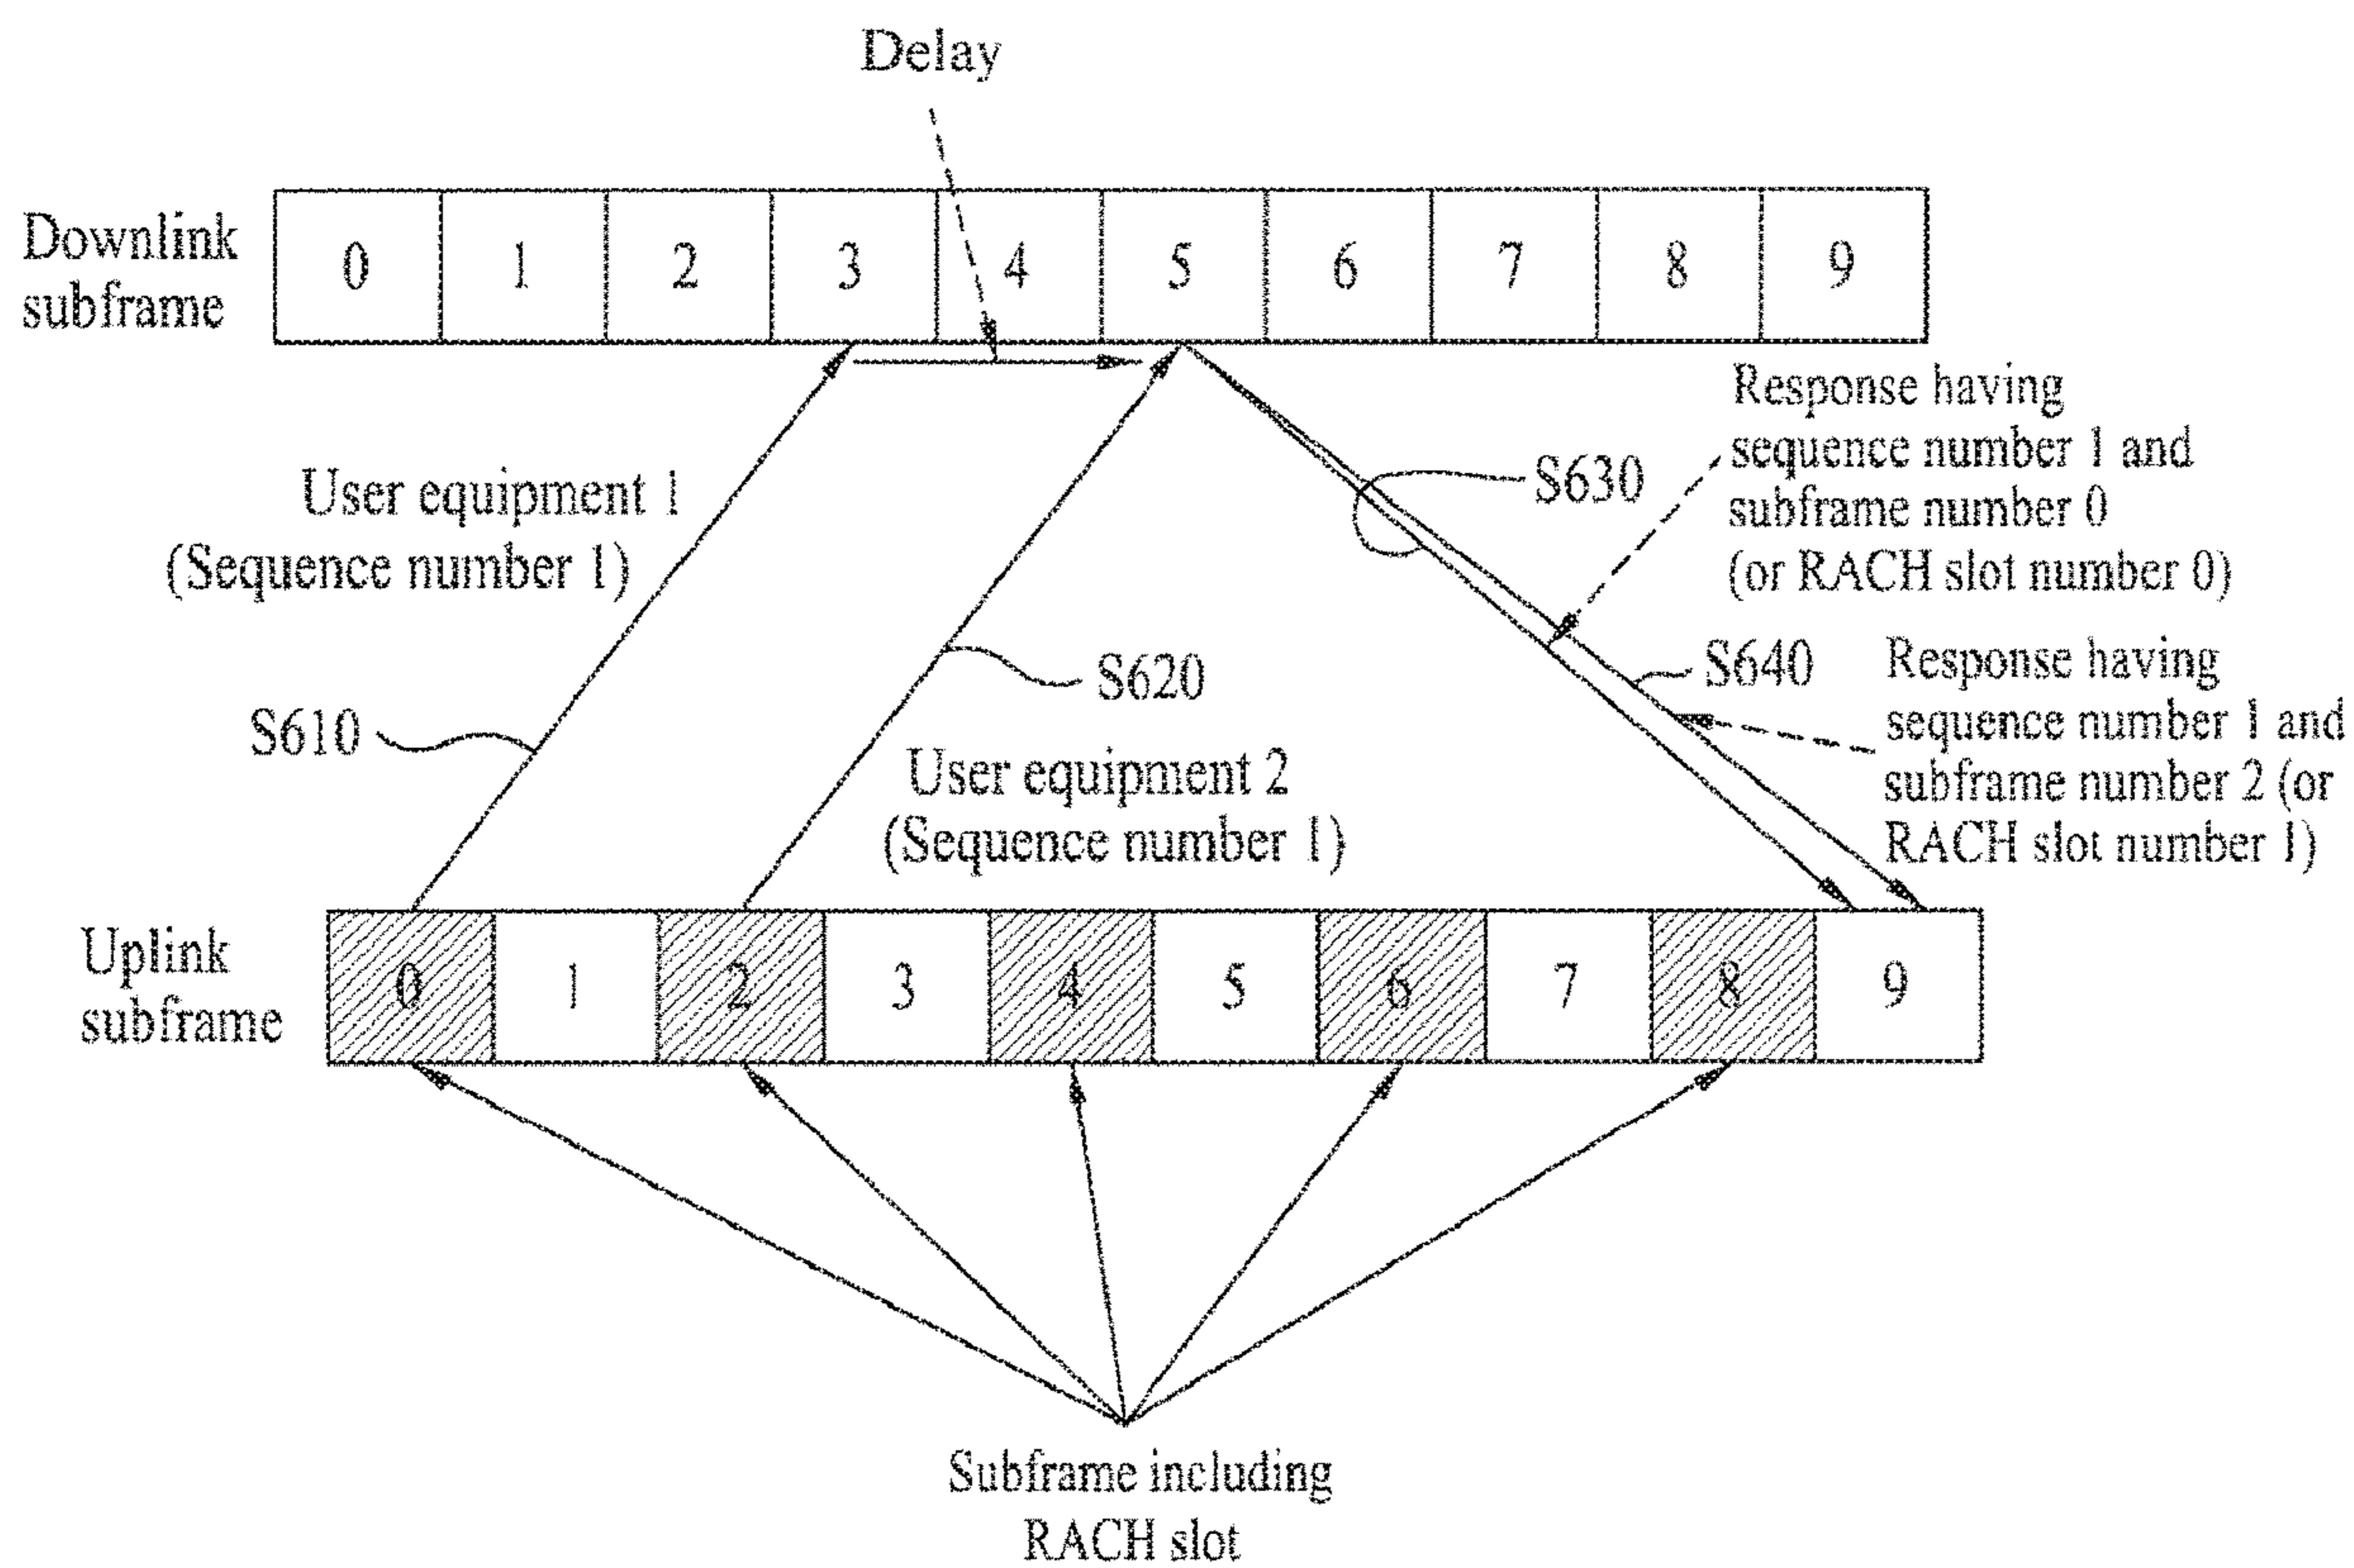 Delay
Downlink
subframe
0 1 2 3 4 5 6 7 8 9
Response having
sequence number 1 and
subframe number 0
(or RACH slot number 0)
S630
User equipment 1
(Sequence number 1)
S610
S620
S640
Response having
sequence number 1 and
subframe number 2 (or
RACH slot number 1)
User equipment 2
(Sequence number 1)
Uplink
subframe
0 1 2 3 4 5 6 7 8 9
Subframe including
RACH slot